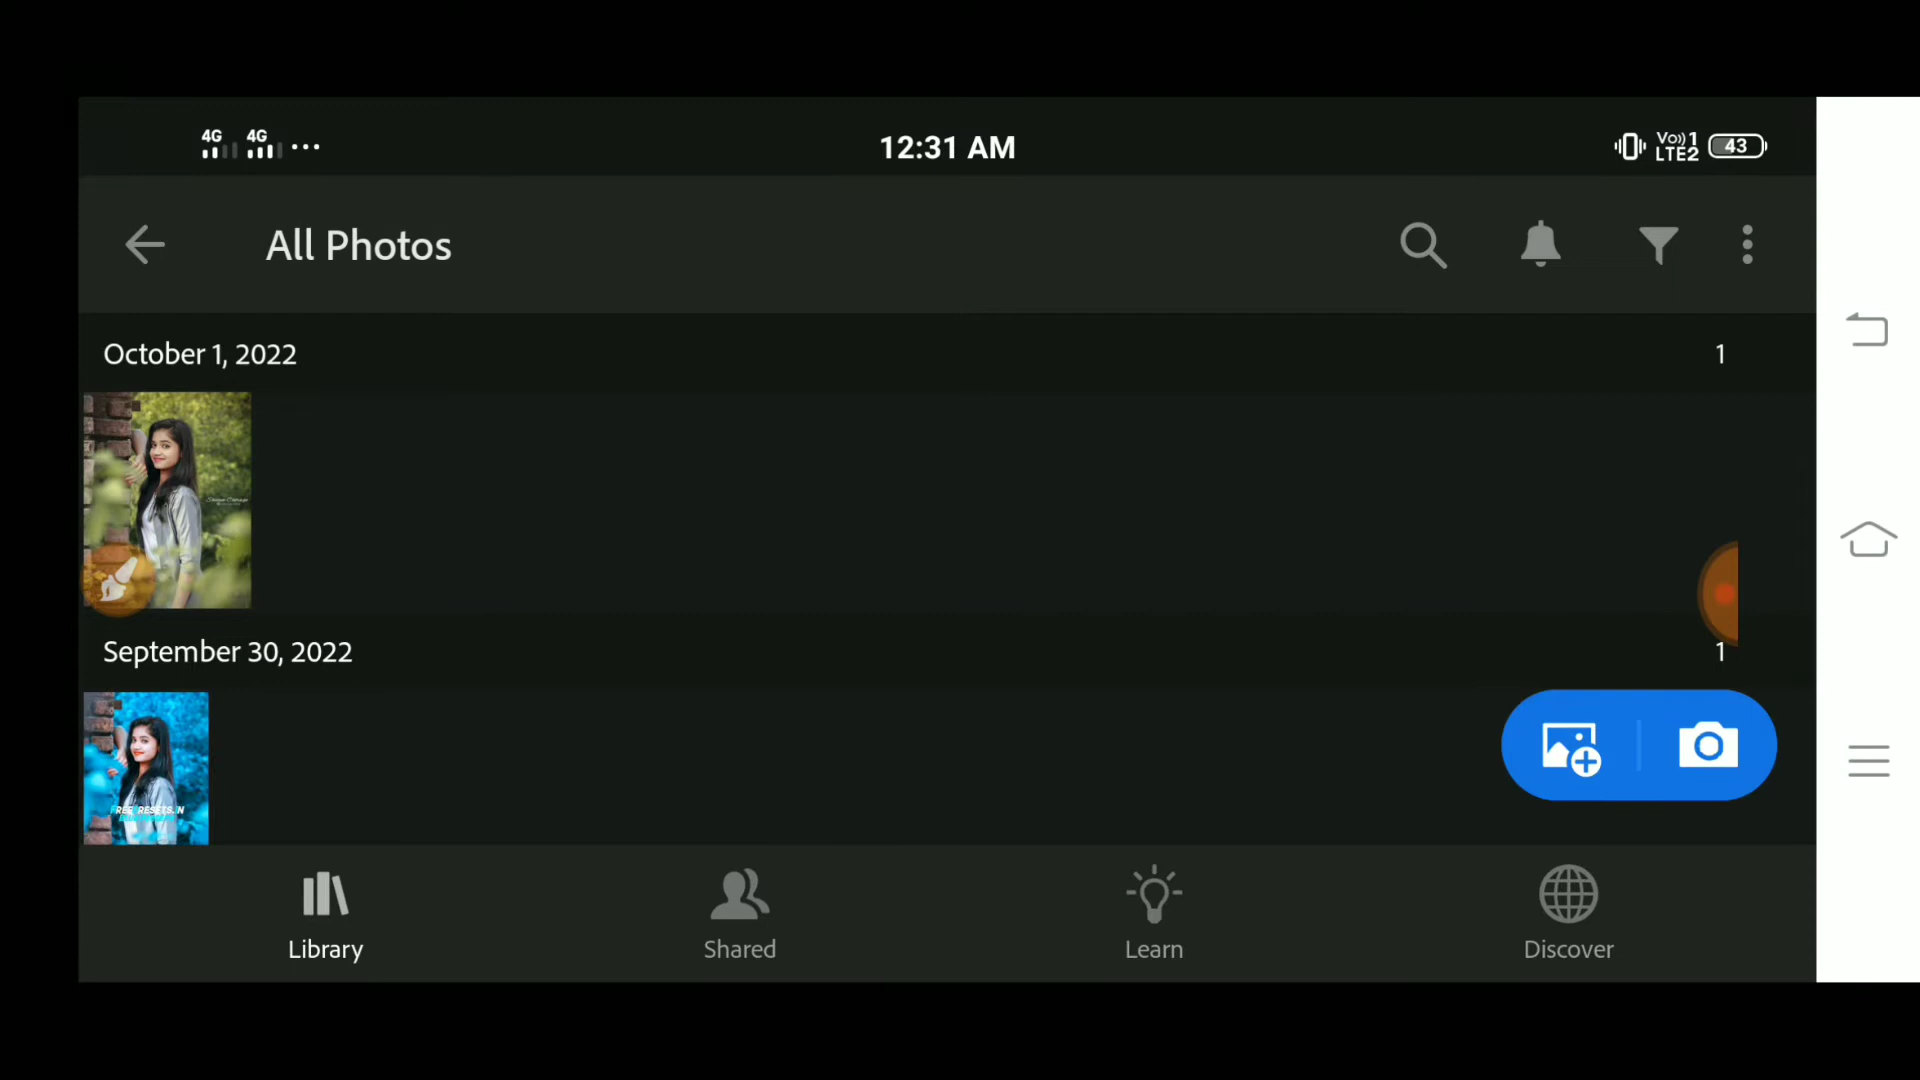 4G 4G
12:31 AM
Vo)) 1
LTE2
43
All Photos
October 1, 2022
1
September 30, 2022
1
Library
Shared
Learn
Discover